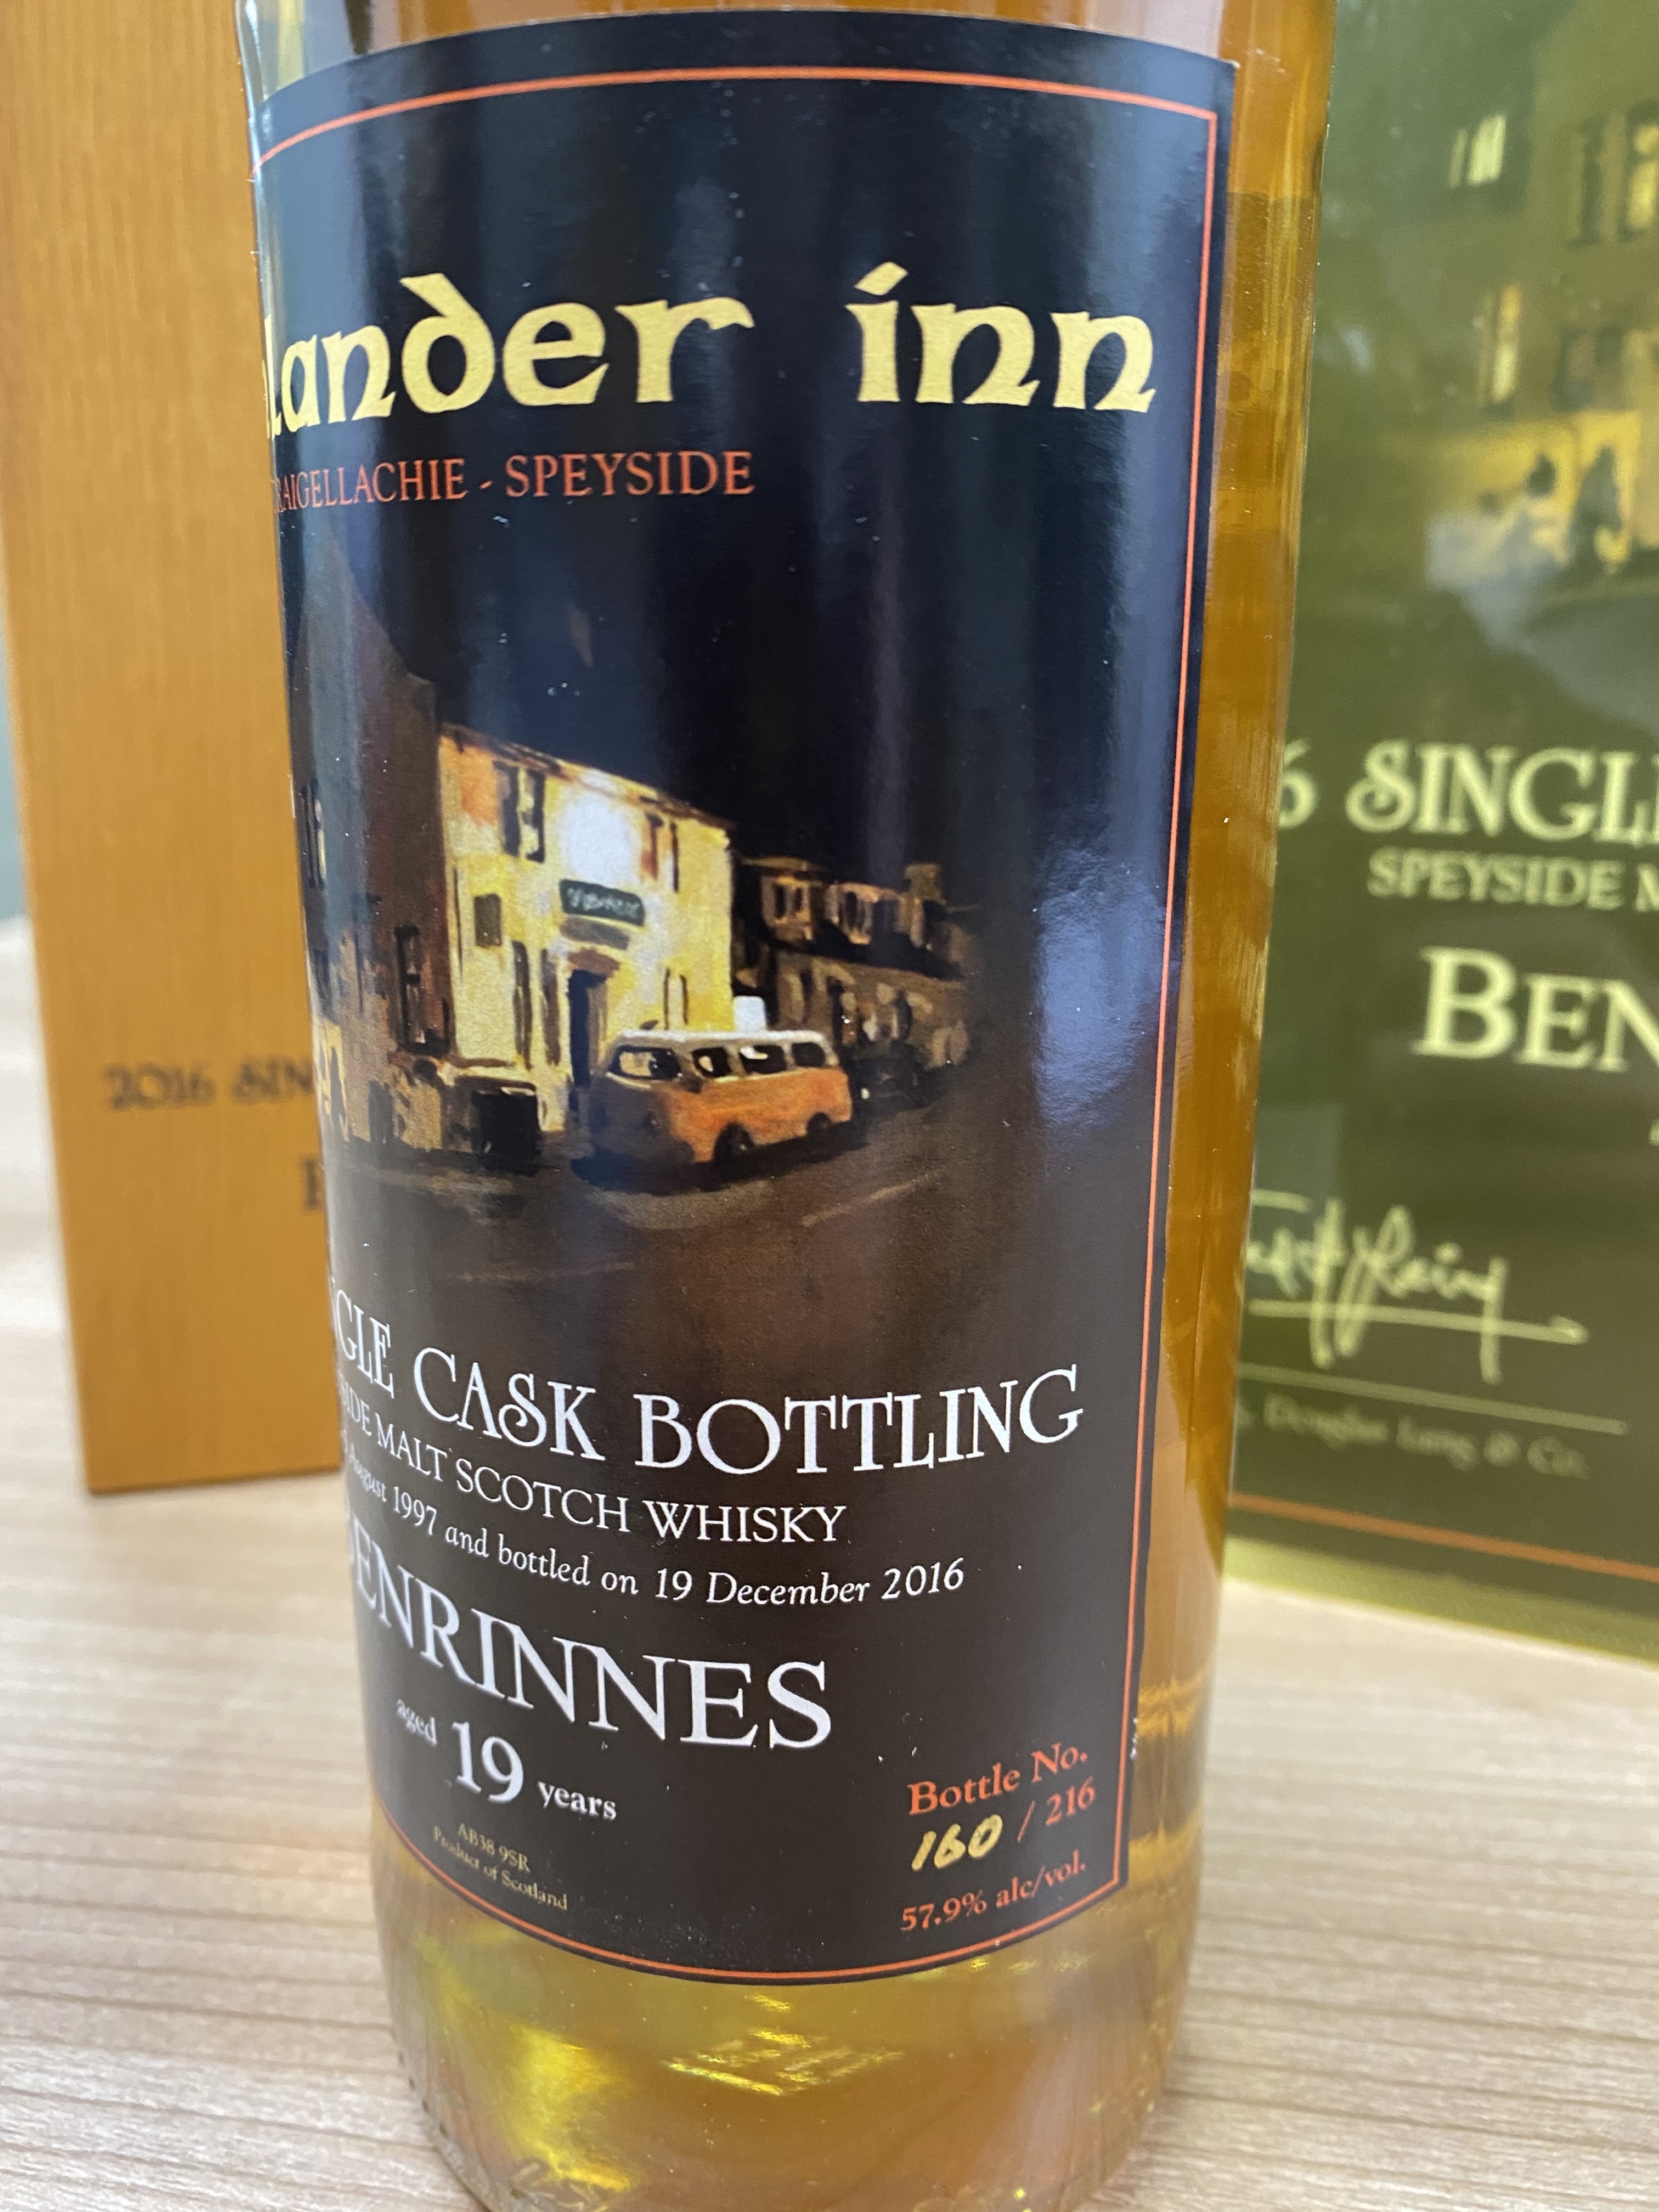 lander inn
RAIGELLACHIE - SPEYSIDE
GLE CASK BOTTLING
SIDE MALT SCOTCH WHISKY
August 1997 and bottled on 19 December 2016
ENRINNES
aged 19 years
AB38 9SR
Product of Scotland
Bottle No.
160 / 216
57.9% alc/vol.
2016 SIN
6 SINGL
SPEYSIDE M
BEN
Douglas Laing & Co.